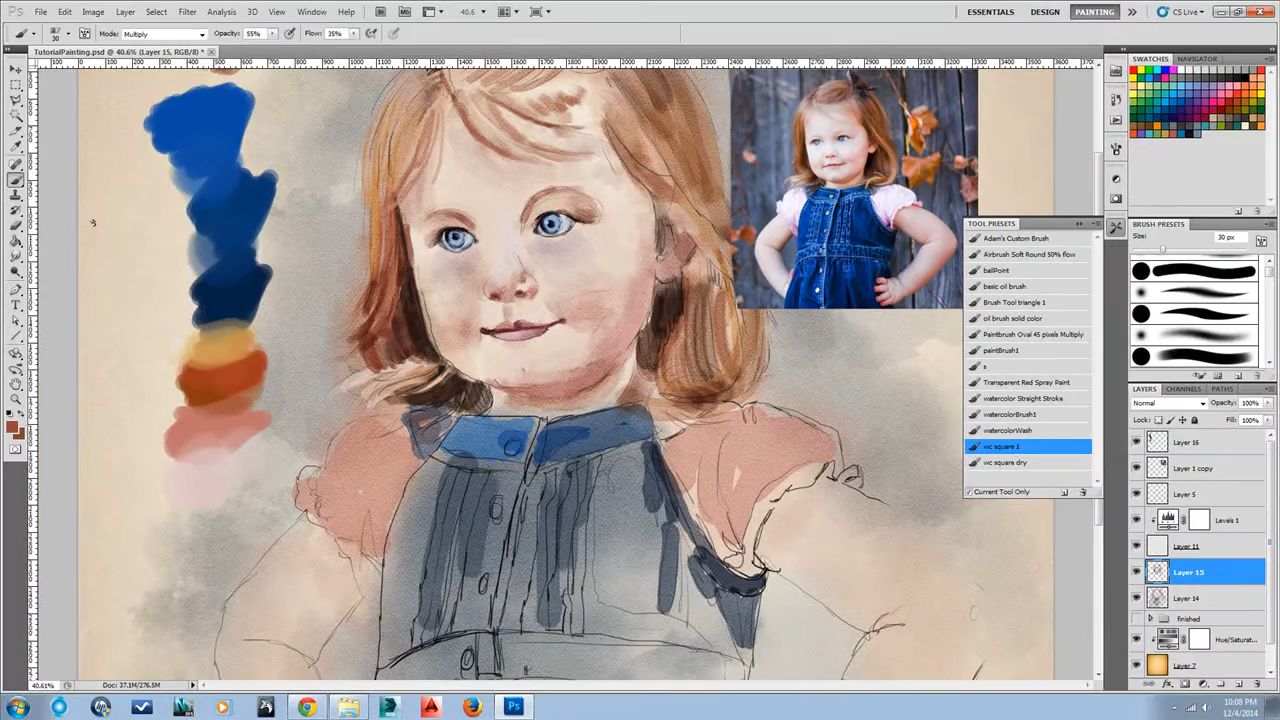 Ps File Edit Image Layer Select Filter Analysis 3D View Window Help Mb 40.6 ESSENTIALS DESIGN PAINTING CS Live
30 Mode: Multiply Opacity: 55% Flow: 35%
TutorialPainting.psd @ 40.6% (Layer 15, RGB/8) *
SWATCHES NAVIGATOR
TOOL PRESETS
Adam's Custom Brush
Airbrush Soft Round 50% flow
ballPoint
basic oil brush
Brush Tool triangle 1
oil brush solid color
Paintbrush Oval 45 pixels Multiply
paintBrush1
s
Transparent Red Spray Paint
watercolor Straight Stroke
watercolorBrush1
watercolorWash
wc square 1
wc square dry
Current Tool Only
BRUSH PRESETS
Size: 30 px
LAYERS CHANNELS PATHS
Normal Opacity: 100%
Lock: Fill: 100%
Layer 16
Layer 1 copy
Layer 5
Levels 1
Layer 11
Layer 15
Layer 14
finished
Hue/Saturat...
Layer 7
40.61% Doc: 37.1M/276.5M
10:08 PM
12/4/2014